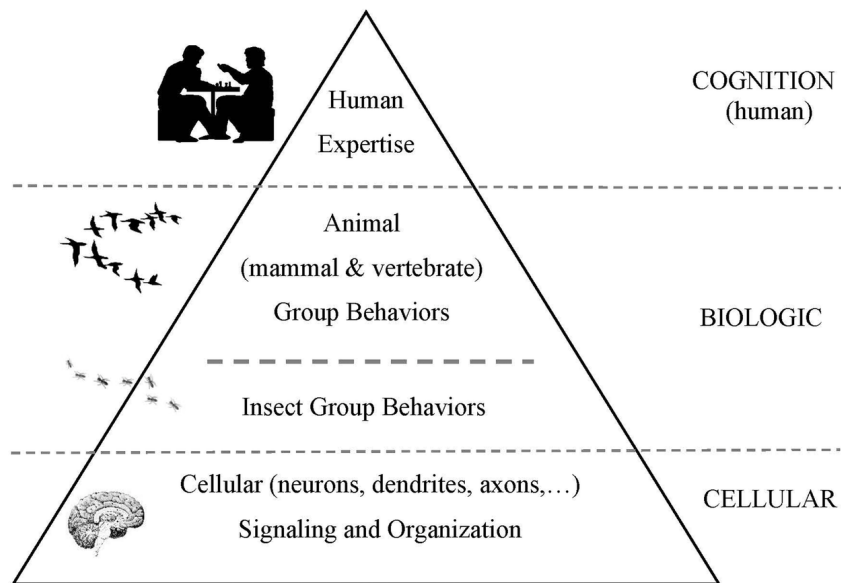 Human
Expertise
COGNITION
(human)
Animal
(mammal & vertebrate)
Group Behaviors
BIOLOGIC
Insect Group Behaviors
Cellular (neurons, dendrites, axons,…)
Signaling and Organization
CELLULAR